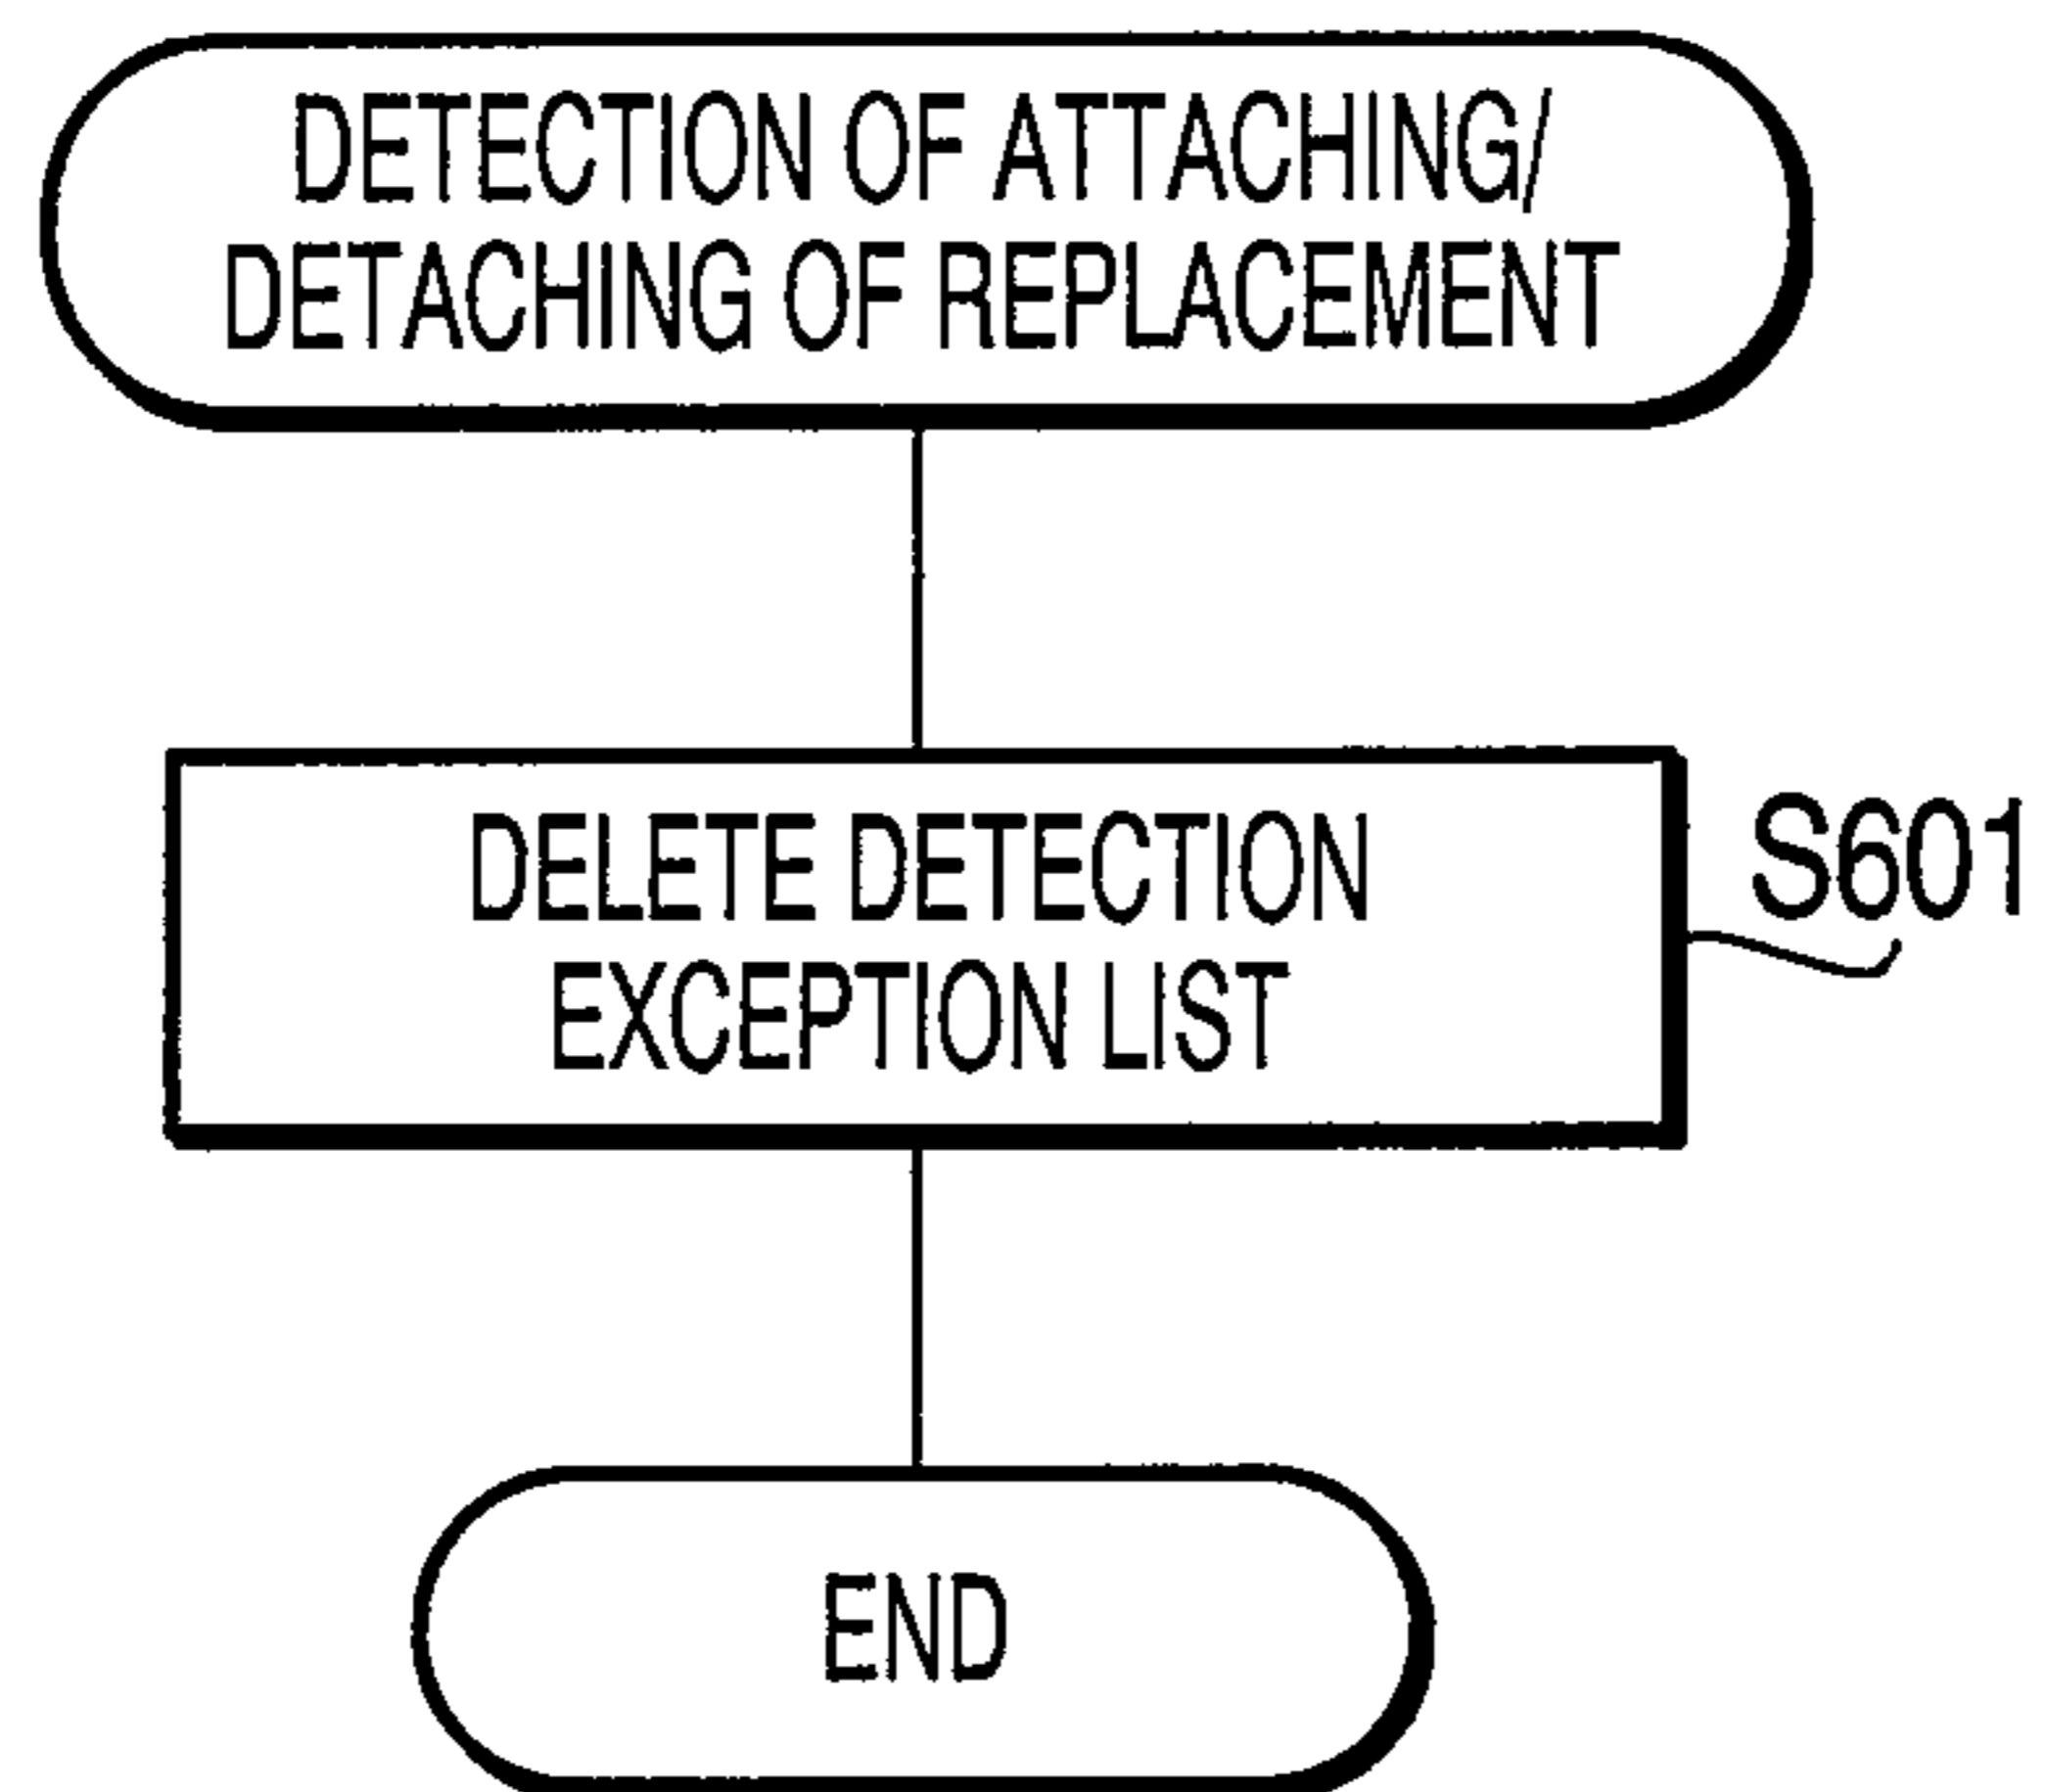 DETECTION OF ATTACHING/
DETACHING OF REPLACEMENT
DELETE DETECTION
EXCEPTION LIST
S601
END